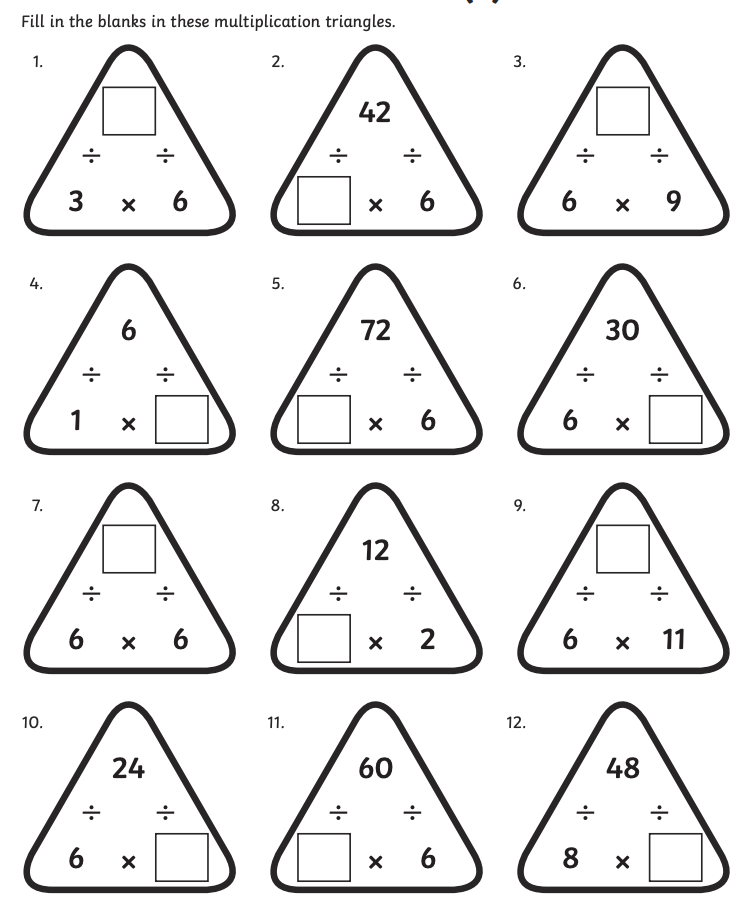 Fill in the blanks in these multiplication triangles.
1. 2. 3.
42
÷ ÷ ÷ ÷ ÷ ÷
3 × 6 × 6 6 × 9
4. 5. 6.
6 72 30
÷ ÷ ÷ ÷ ÷ ÷
1 × × 6 6 ×
7. 8. 9.
12
÷ ÷ ÷ ÷ ÷ ÷
6 × 6 × 2 6 × 11
10. 11. 12.
24 60 48
÷ ÷ ÷ ÷ ÷ ÷
6 × × 6 8 ×